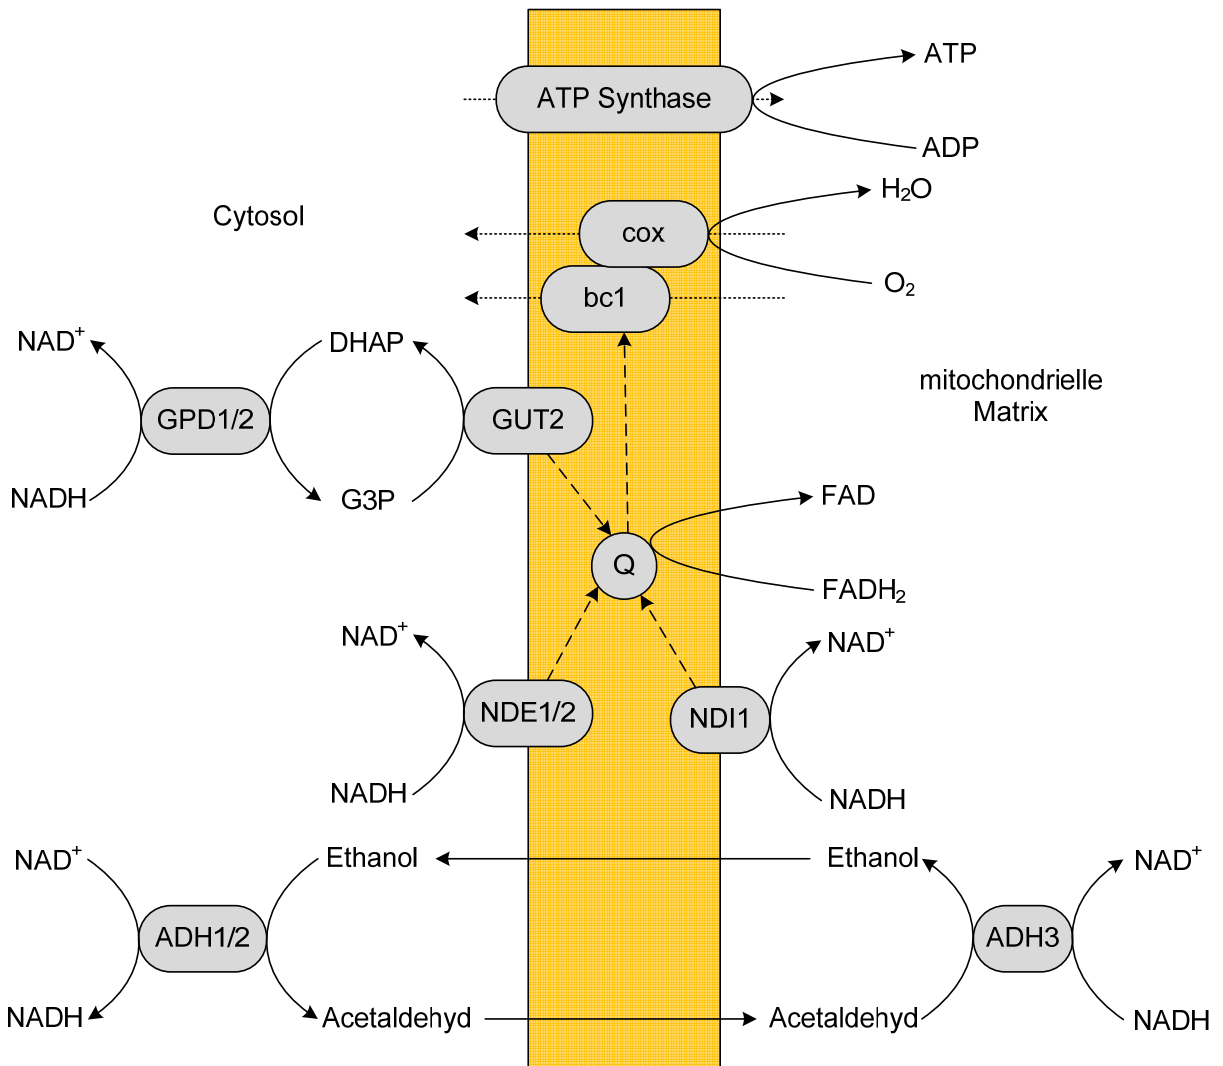 ATP
ATP Synthase
ADP
H₂O
Cytosol
cox
O₂
bc1
NAD⁺
DHAP
mitochondrielle
Matrix
GPD1/2
GUT2
NADH
G3P
FAD
Q
FADH₂
NAD⁺
NAD⁺
NDE1/2
NDI1
NADH
NADH
NAD⁺
Ethanol
Ethanol
NAD⁺
ADH1/2
ADH3
NADH
Acetaldehyd
Acetaldehyd
NADH